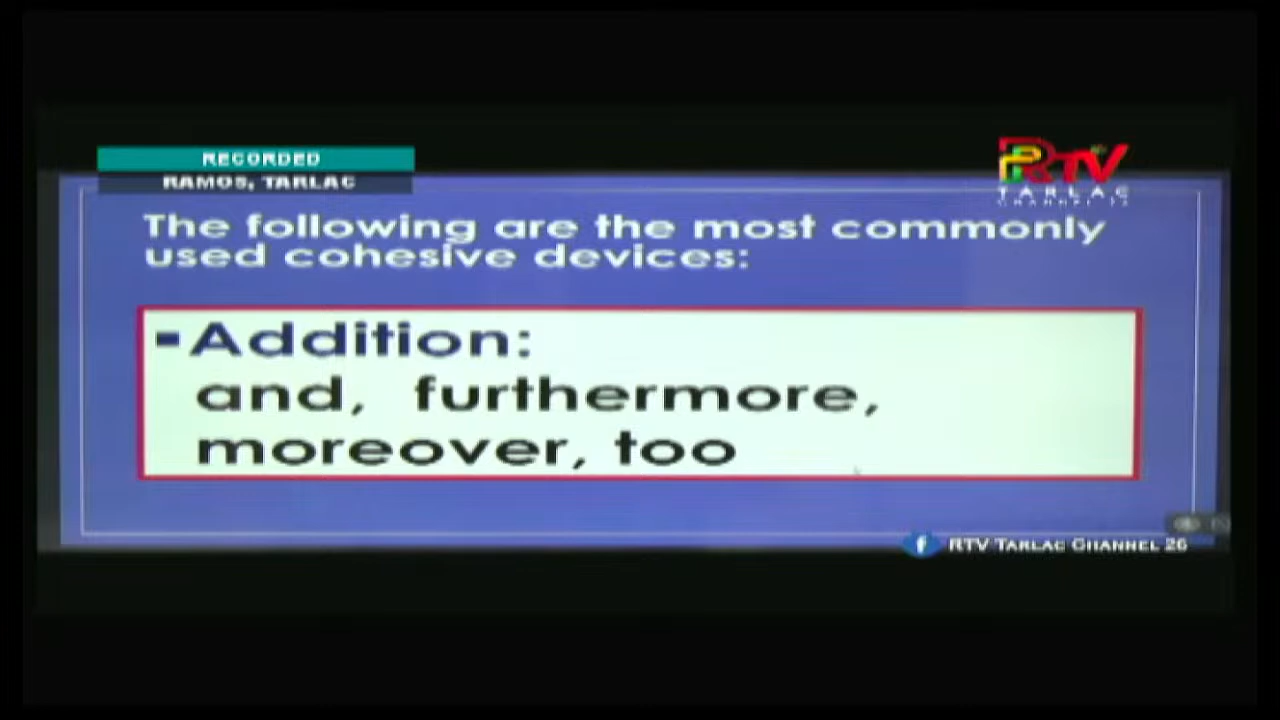 RECORDED
RAMOS, TARLAC
RTV
TARLAC
The following are the most commonly
used cohesive devices:
Addition:
and, furthermore,
moreover, too
RTV TARLAC CHANNEL 26